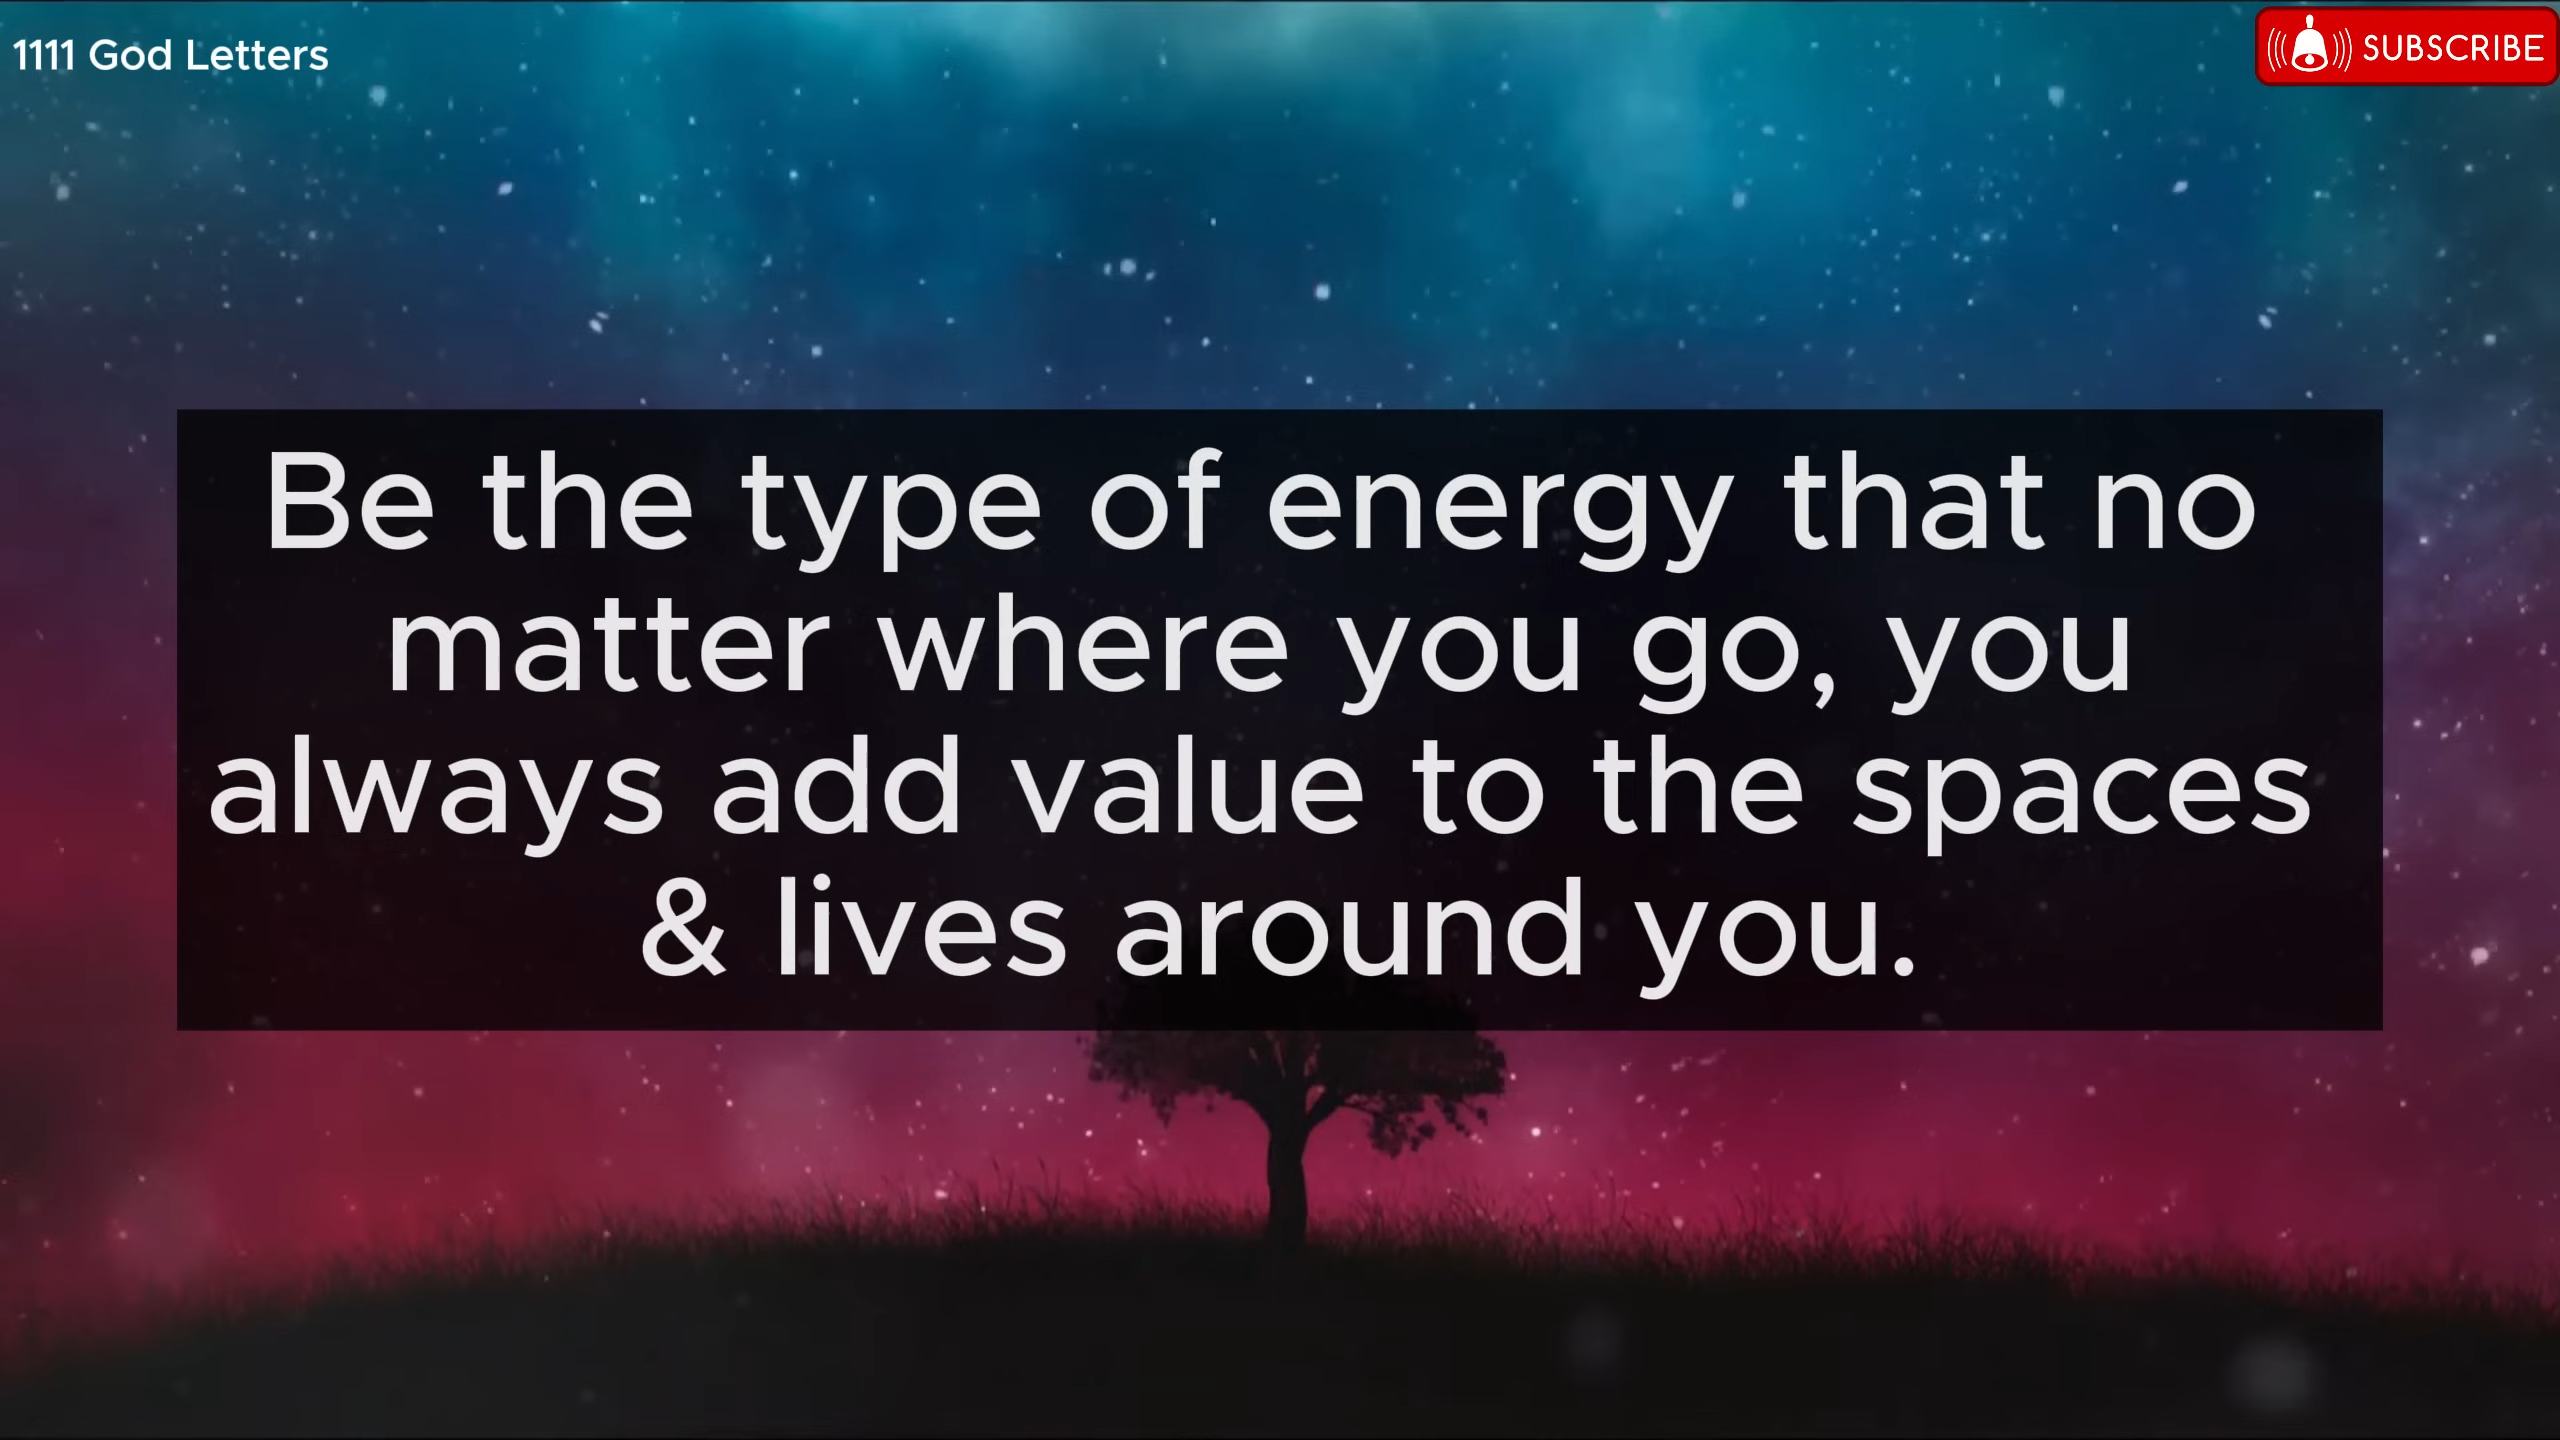 1111 God Letters
SUBSCRIBE
Be the type of energy that no
matter where you go, you
always add value to the spaces
& lives around you.